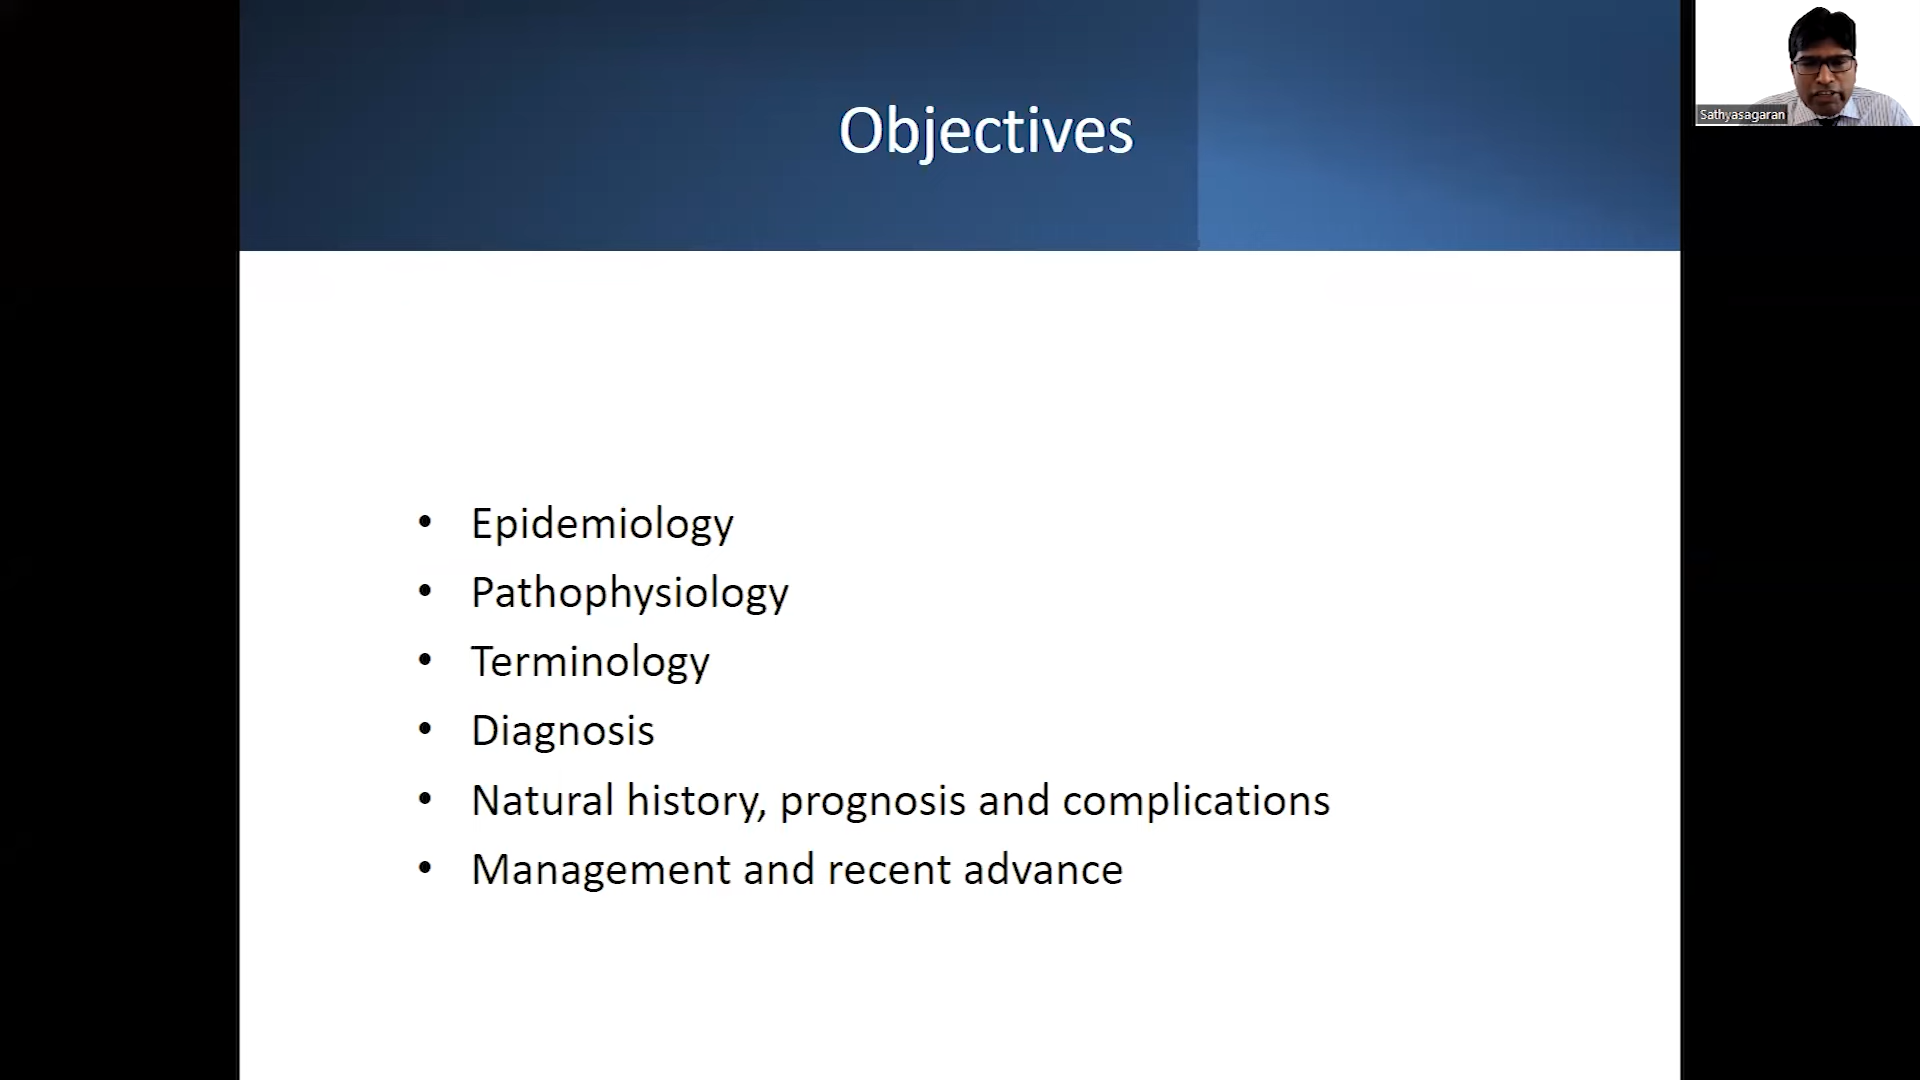 Objectives
Sathyasagaran
• Epidemiology
• Pathophysiology
• Terminology
• Diagnosis
• Natural history, prognosis and complications
• Management and recent advance